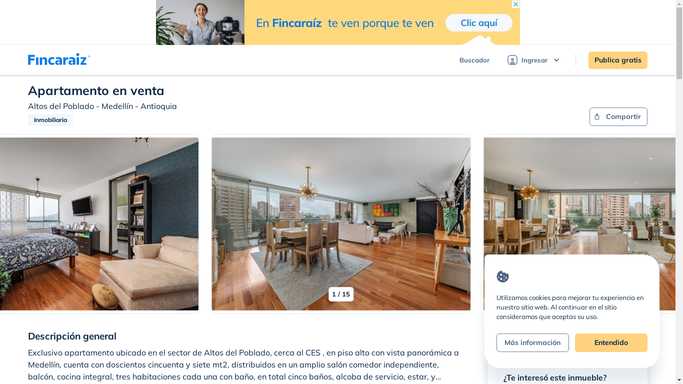 En Fincaraíz te ven porque te ven
Clic aquí
Fincaraíz
Buscador
Ingresar
Publica gratis
Apartamento en venta
Altos del Poblado - Medellín - Antioquia
Inmobiliaria
Compartir
1 / 15
Descripción general
Exclusivo apartamento ubicado en el sector de Altos del Poblado, cerca al CES , en piso alto con vista panorámica a
Medellín, cuenta con doscientos cincuenta y siete mt2, distribuidos en un amplio salón comedor independiente,
balcón, cocina integral, tres habitaciones cada una con baño, en total cinco baños, alcoba de servicio, estar, y...
Utilizamos cookies para mejorar tu experiencia en
nuestro sitio web. Al continuar en el sitio
consideramos que aceptas su uso.
Más información
Entendido
¿Te interesó este inmueble?